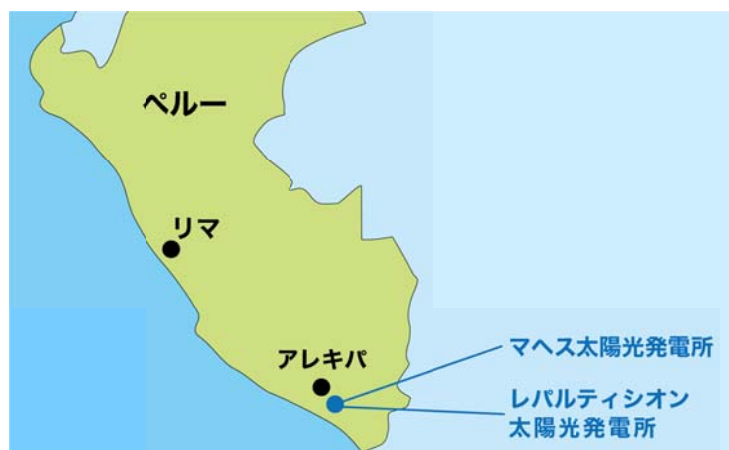 ペルー
リマ
アレキパ
マヘス太陽光発電所
レパルティシオン
太陽光発電所